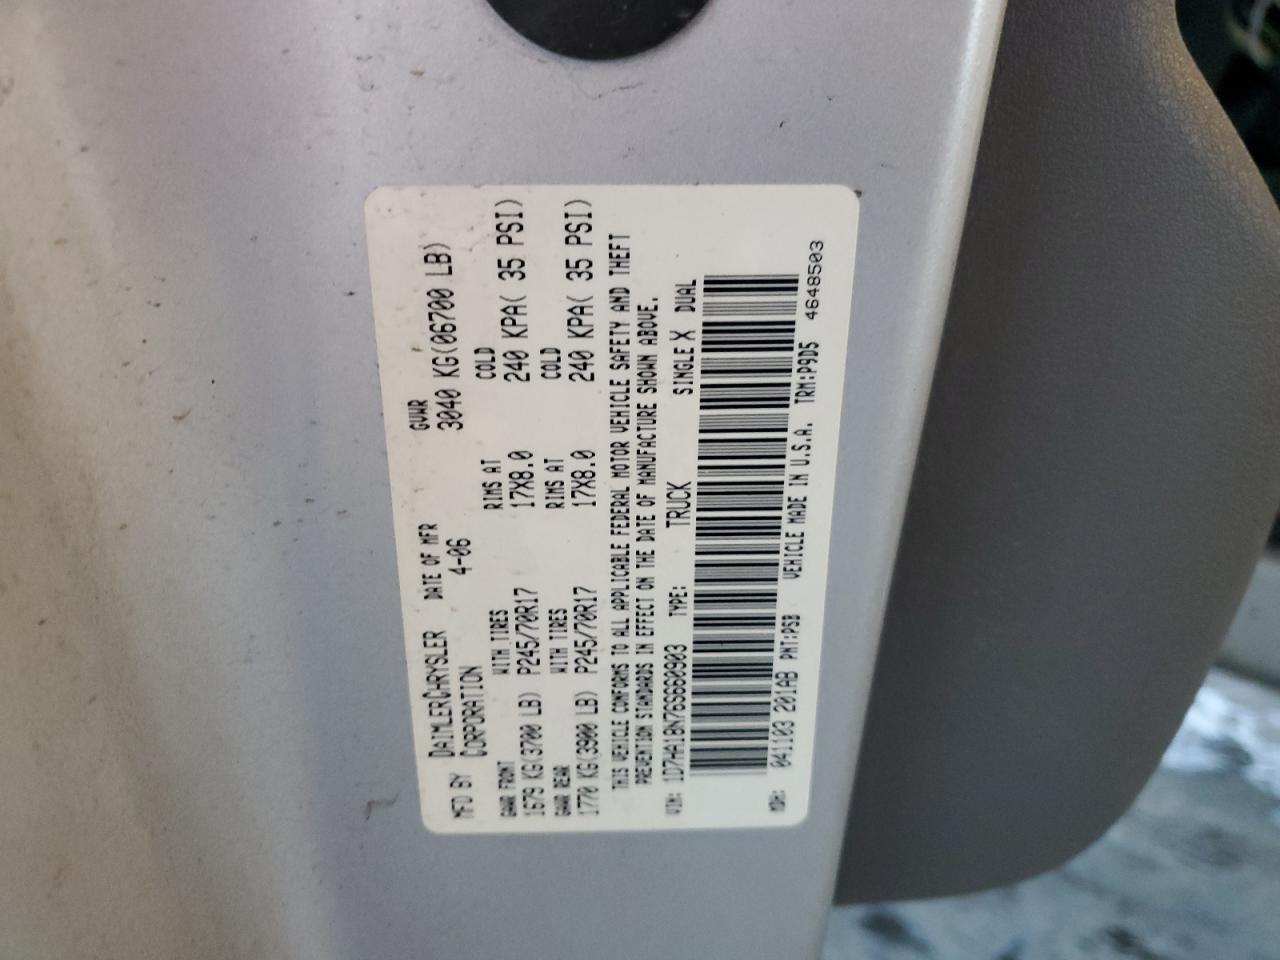 MFD BY DAIMLERCHRYSLER CORPORATION
DATE OF MFR 4-06
GVWR 3040 KG(06700 LB)
GAWR FRONT WITH TIRES RIMS AT COLD
1679 KG(3700 LB) P245/70R17 17X8.0 240 KPA( 35 PSI)
GAWR REAR WITH TIRES RIMS AT COLD
1770 KG(3900 LB) P245/70R17 17X8.0 240 KPA( 35 PSI)
THIS VEHICLE CONFORMS TO ALL APPLICABLE FEDERAL MOTOR VEHICLE SAFETY AND THEFT
PREVENTION STANDARDS IN EFFECT ON THE DATE OF MANUFACTURE SHOWN ABOVE.
VIN: 1D7HA18N76S660903 TYPE: TRUCK SINGLE X DUAL
MDH: 041103 201AB PNT:PSB VEHICLE MADE IN U.S.A. TRM:P9D5 4648503